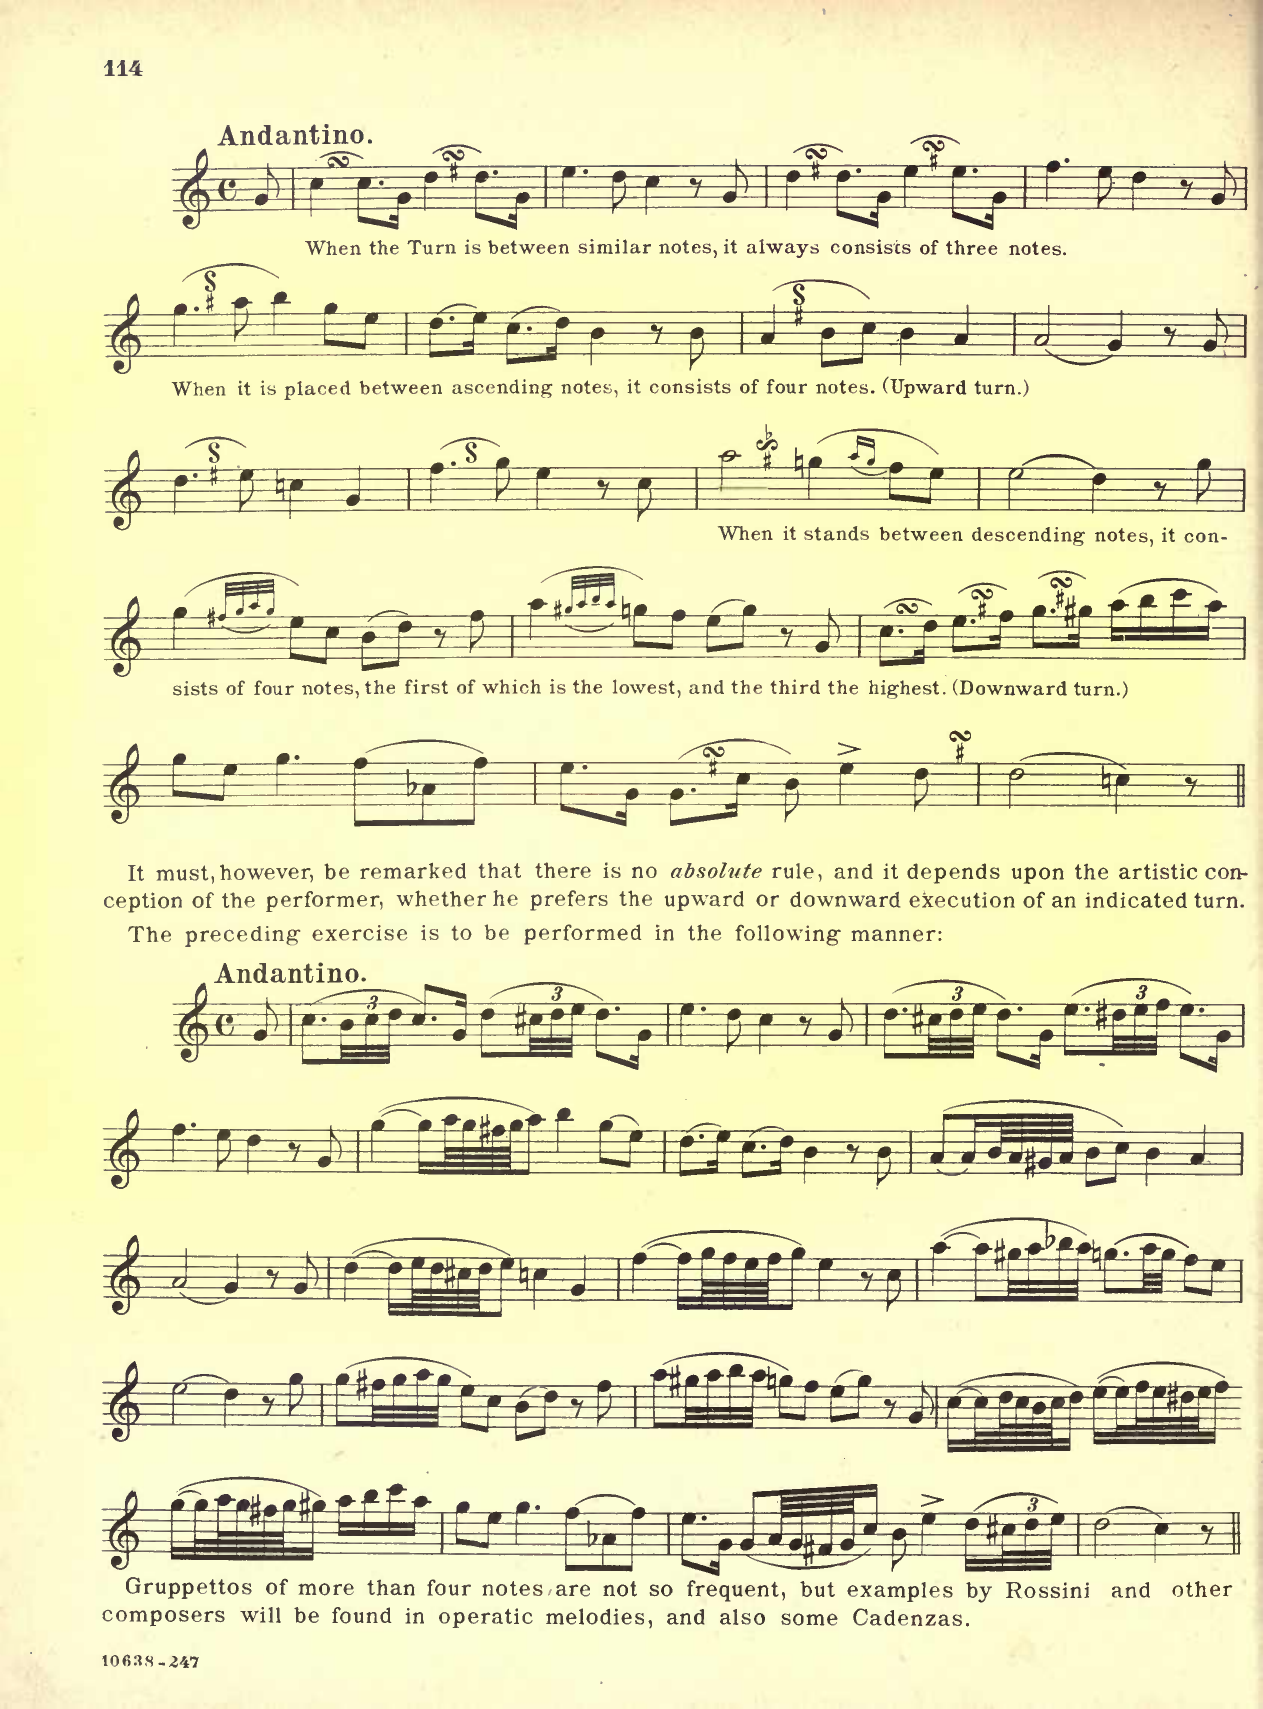 114
Andantino.
When the Turn is between similar notes, it always consists of three notes.
When it is placed between ascending notes, it consists of four notes. (Upward turn.)
When it stands between descending notes, it con-
sists of four notes, the first of which is the lowest, and the third the highest. (Downward turn.)
It must, however, be remarked that there is no absolute rule, and it depends upon the artistic con-
ception of the performer, whether he prefers the upward or downward execution of an indicated turn.
The preceding exercise is to be performed in the following manner:
Andantino.
3 3 3 3
3
Gruppettos of more than four notes are not so frequent, but examples by Rossini and other
composers will be found in operatic melodies, and also some Cadenzas.
10638-247